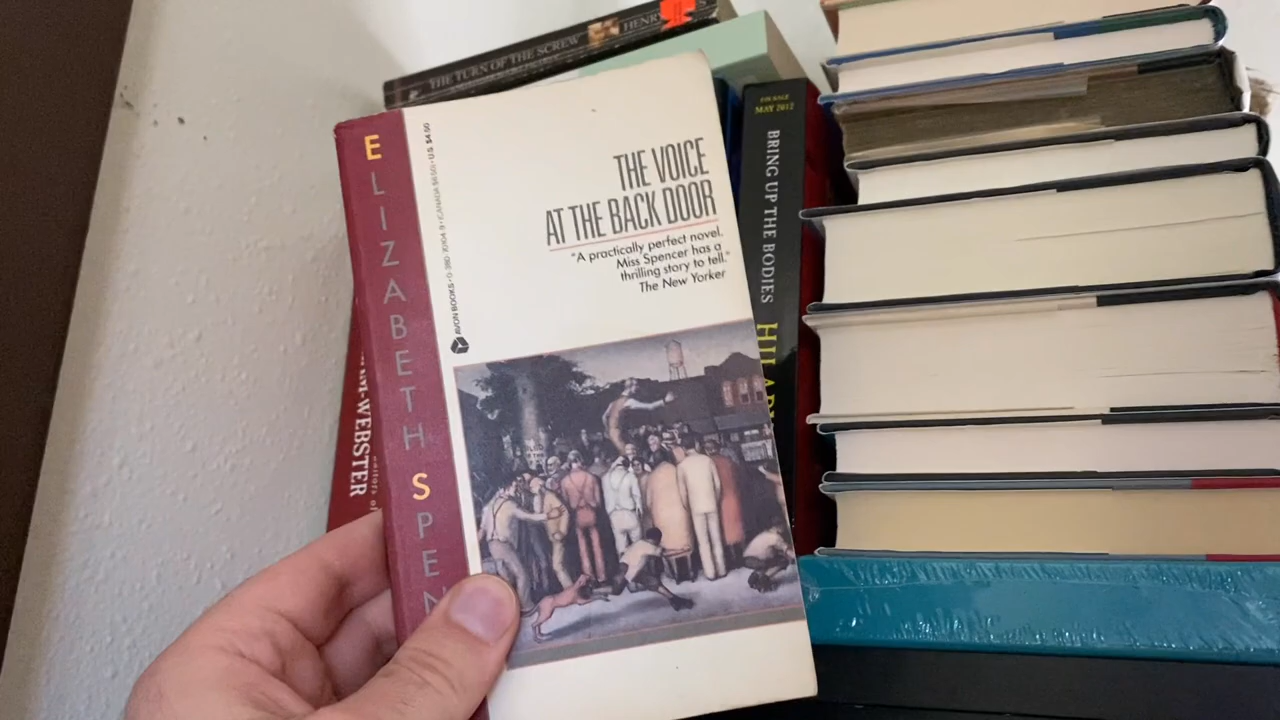 THE TURN OF THE SCREW
HENRY
ELIZABETH SPEN
AVON BOOKS
U.S. $4.50
THE VOICE
AT THE BACK DOOR
"A practically perfect novel.
Miss Spencer has a
thrilling story to tell."
The New Yorker
FOR SALE
MAY 2012
BRING UP THE BODIES
HILARY
M-WEBSTER